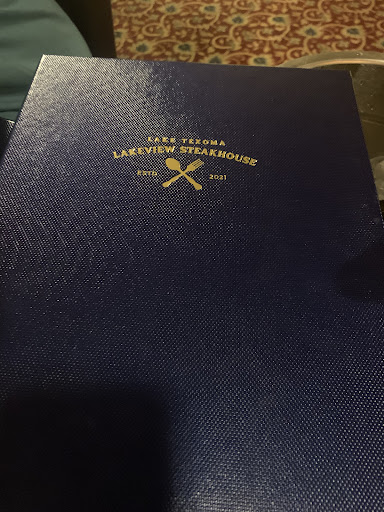 LAKE TEXOMA
LAKEVIEW STEAKHOUSE
ESTD 2021